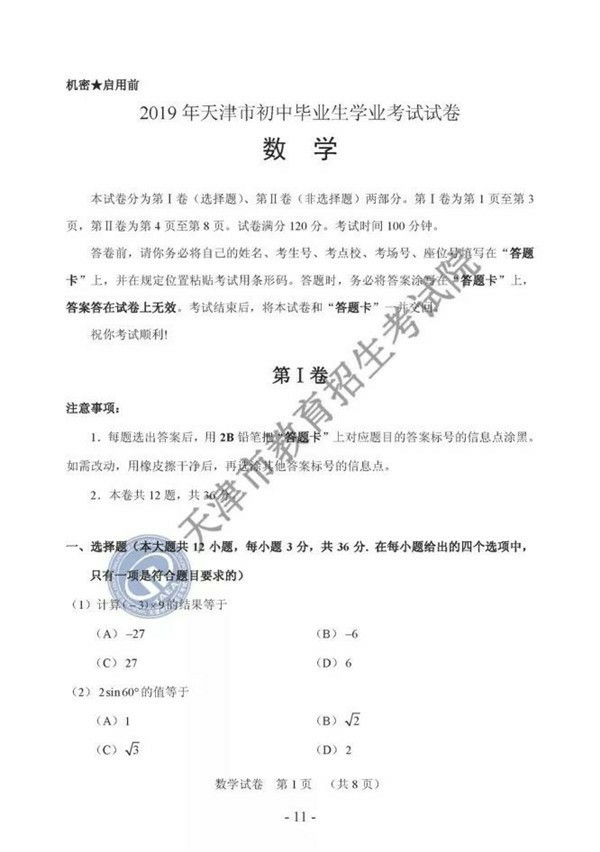 机密★启用前
2019 年天津市初中毕业生学业考试试卷
数 学
本试卷分为第Ⅰ卷(选择题)、第Ⅱ卷(非选择题)两部分。第Ⅰ卷为第 1 页至第 3
页,第Ⅱ卷为第 4 页至第 8 页。试卷满分 120 分。考试时间 100 分钟。
答卷前,请你务必将自己的姓名、考生号、考点校、考场号、座位号填写在“答题
卡”上,并在规定位置粘贴考试用条形码。答题时,务必将答案涂写在“答题卡”上,
答案答在试卷上无效。考试结束后,将本试卷和“答题卡”一并交回。
祝你考试顺利!
第Ⅰ卷
注意事项:
1.每题选出答案后,用 2B 铅笔把“答题卡”上对应题目的答案标号的信息点涂黑。
如需改动,用橡皮擦干净后,再选涂其他答案标号的信息点。
2.本卷共 12 题,共 36 分。
一、选择题(本大题共 12 小题,每小题 3 分,共 36 分. 在每小题给出的四个选项中,
只有一项是符合题目要求的)
(1)计算(−3)×9的结果等于
(A)−27 (B)−6
(C)27 (D)6
(2)2sin60°的值等于
(A)1 (B)√2
(C)√3 (D)2
数学试卷 第 1 页 (共 8 页)
- 11 -
天津市教育招生考试院